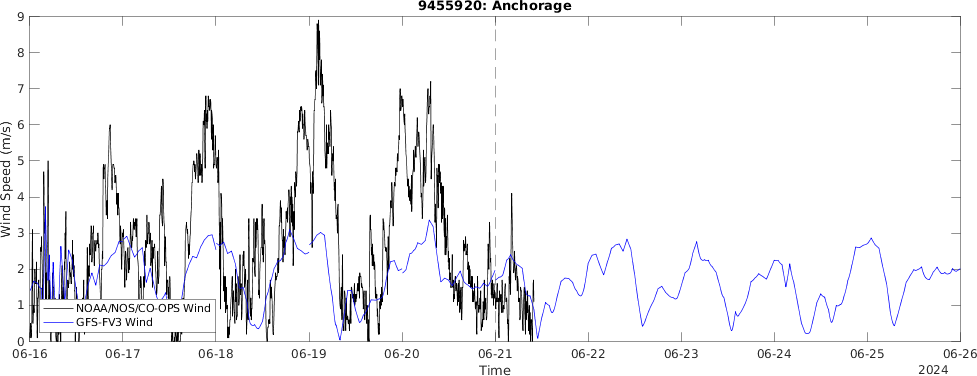 9455920: Anchorage
Wind Speed (m/s)
9
8
7
6
5
4
3
2
1
0
NOAA/NOS/CO-OPS Wind
GFS-FV3 Wind
06-16 06-17 06-18 06-19 06-20 06-21 06-22 06-23 06-24 06-25 06-26
Time
2024